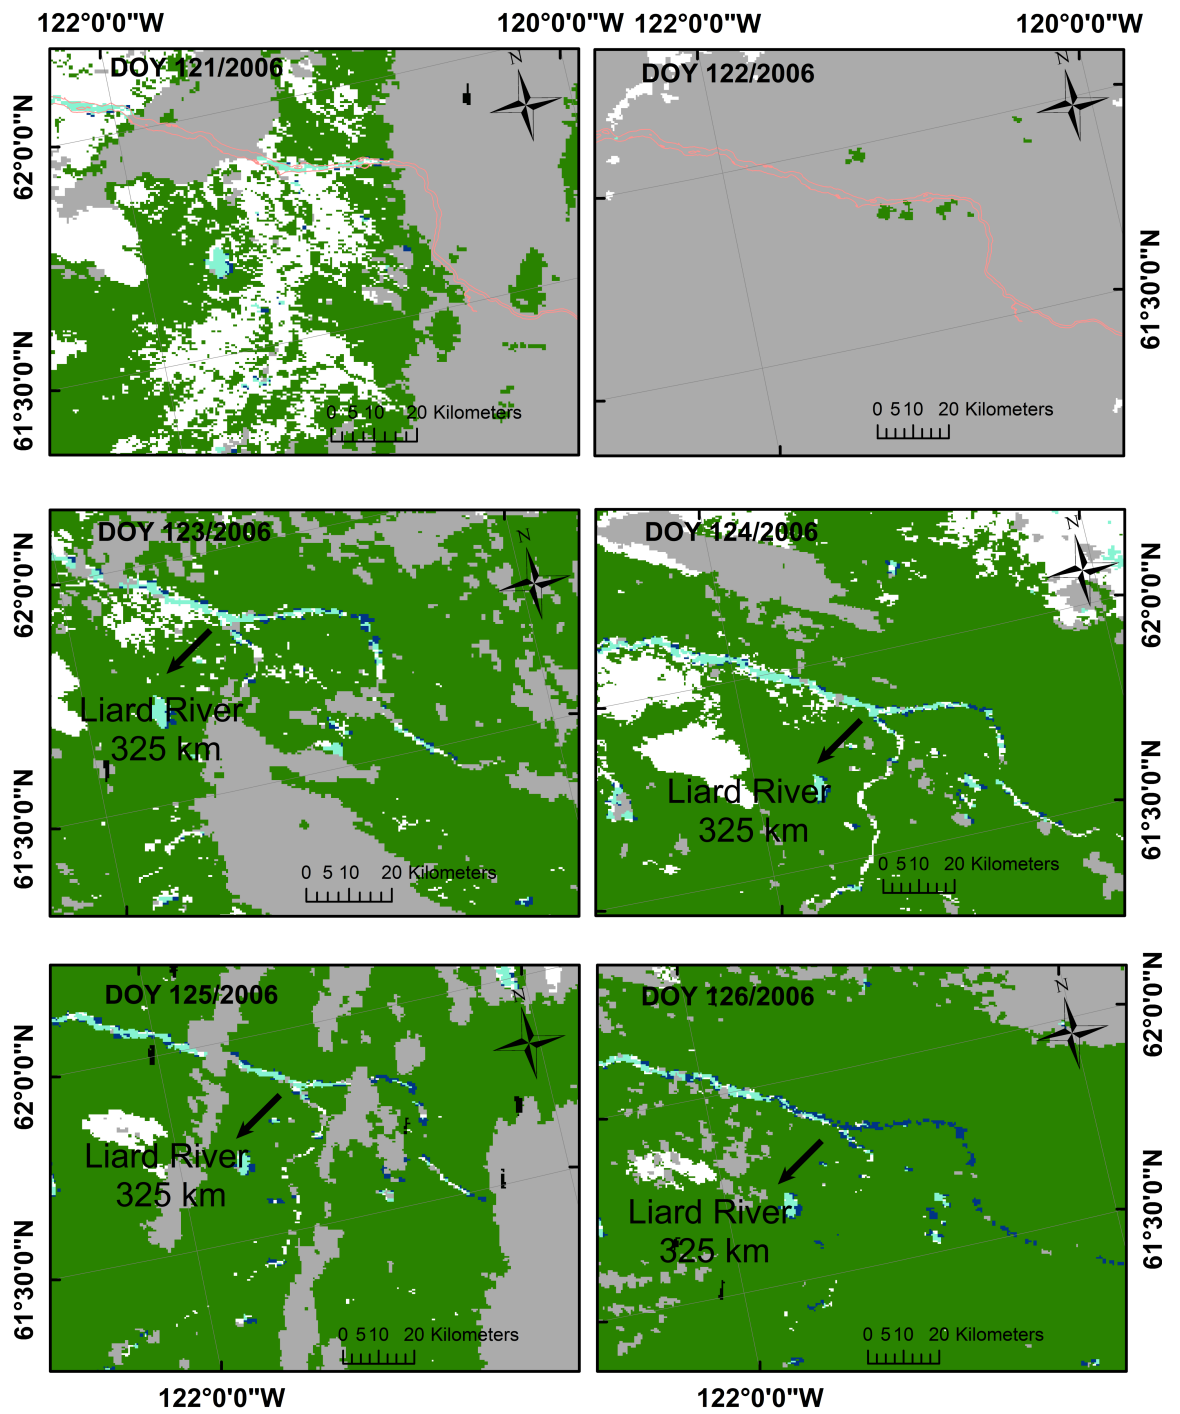 122°0'0"W 120°0'0"W 122°0'0"W 120°0'0"W
DOY 121/2006
N
62°0'0"N
61°30'0"N
0 5 10 20 Kilometers
DOY 122/2006
N
61°30'0"N
0 5 10 20 Kilometers
DOY 123/2006
N
62°0'0"N
Liard River
325 km
61°30'0"N
0 5 10 20 Kilometers
DOY 124/2006
N
62°0'0"N
Liard River
325 km
61°30'0"N
0 5 10 20 Kilometers
DOY 125/2006
N
62°0'0"N
Liard River
325 km
61°30'0"N
0 5 10 20 Kilometers
DOY 126/2006
N
62°0'0"N
Liard River
325 km
61°30'0"N
0 5 10 20 Kilometers
122°0'0"W 122°0'0"W